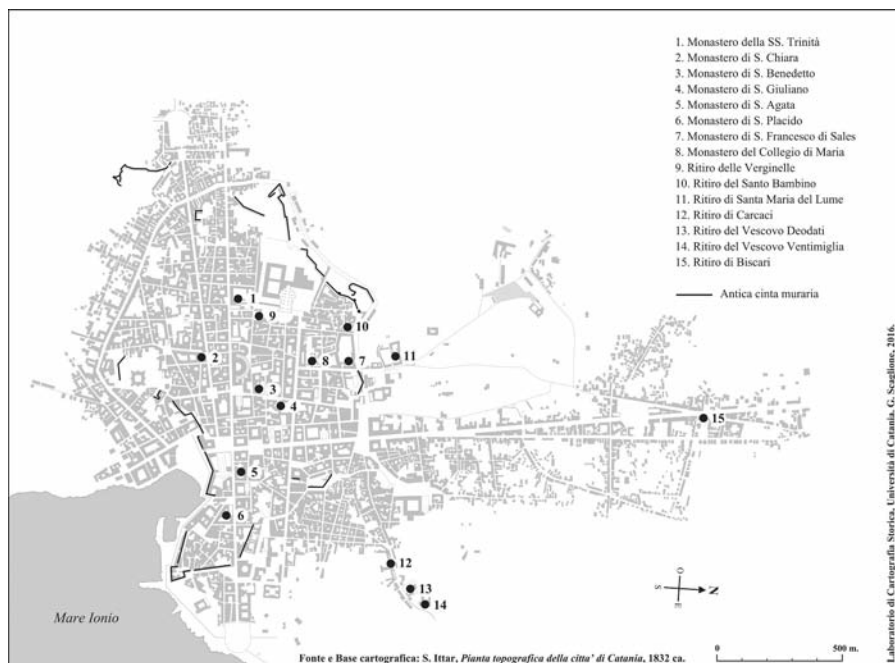 1. Monastero della SS. Trinità
2. Monastero di S. Chiara
3. Monastero di S. Benedetto
4. Monastero di S. Giuliano
5. Monastero di S. Agata
6. Monastero di S. Placido
7. Monastero di S. Francesco di Sales
8. Monastero del Collegio di Maria
9. Ritiro delle Verginelle
10. Ritiro del Santo Bambino
11. Ritiro di Santa Maria del Lume
12. Ritiro di Carcaci
13. Ritiro del Vescovo Deodati
14. Ritiro del Vescovo Ventimiglia
15. Ritiro di Biscari
Antica cinta muraria
1
9
10
2
8
7
11
3
4
15
5
6
12
13
14
Mare Ionio
O
S
N
E
0
500 m.
Fonte e Base cartografica: S. Ittar, Pianta topografica della citta' di Catania, 1832 ca.
Laboratorio di Cartografia Storica, Università di Catania. G. Scaglione, 2016.